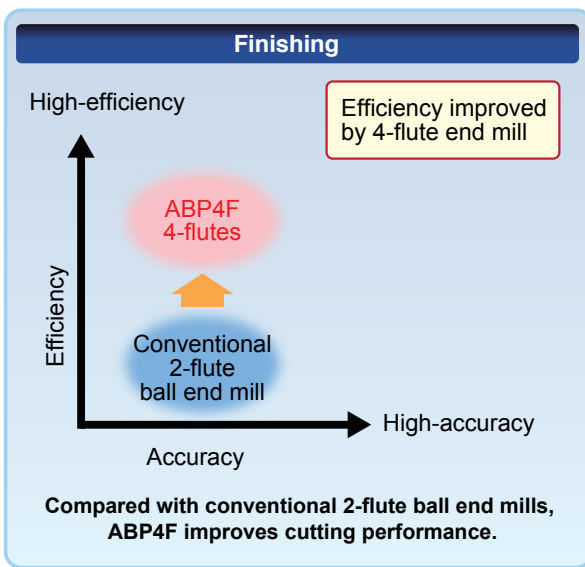 Finishing
High-efficiency
Efficiency improved
by 4-flute end mill
ABP4F
4-flutes
Efficiency
Conventional
2-flute
ball end mill
High-accuracy
Accuracy
Compared with conventional 2-flute ball end mills,
ABP4F improves cutting performance.